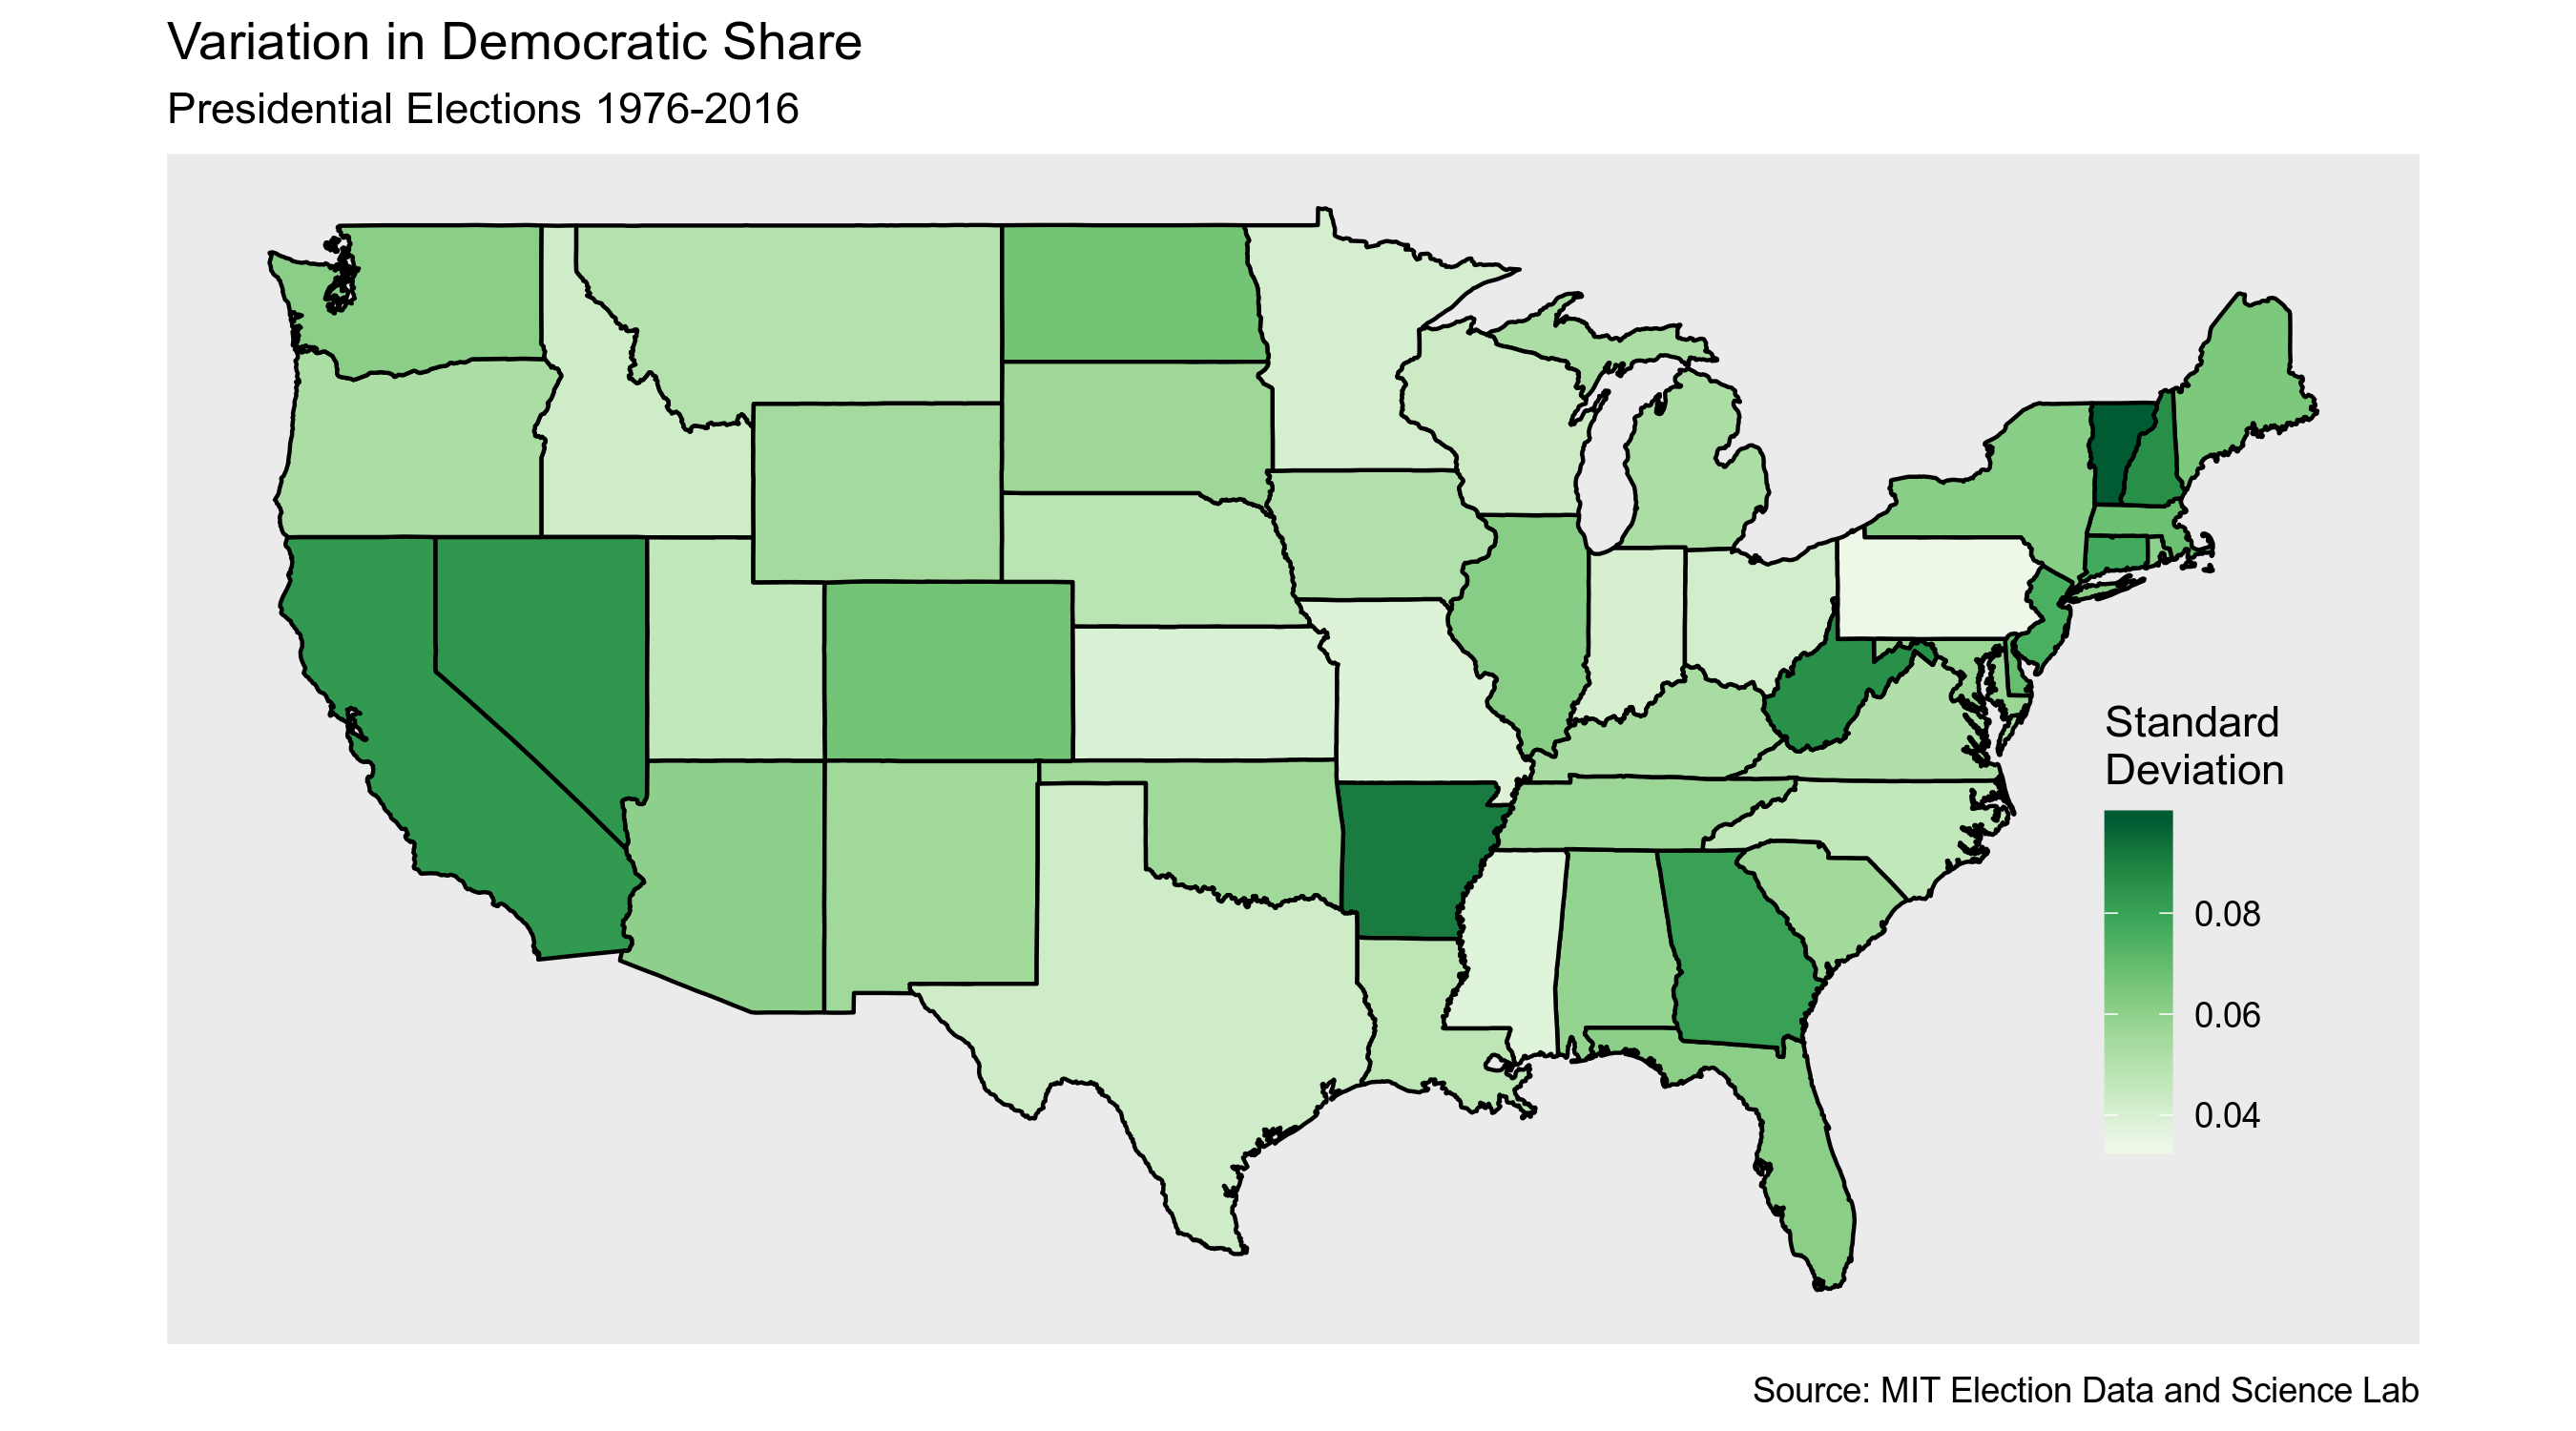 Variation in Democratic Share
Presidential Elections 1976-2016
Standard
Deviation
0.08
0.06
0.04
Source: MIT Election Data and Science Lab